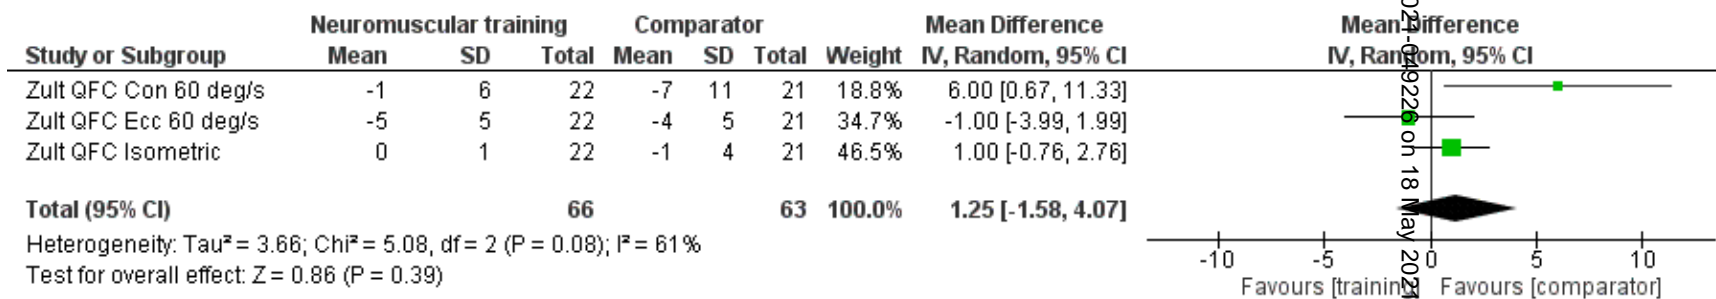 Neuromuscular training Comparator Mean Difference Mean Difference
Study or Subgroup Mean SD Total Mean SD Total Weight IV, Random, 95% CI IV, Random, 95% CI
Zult QFC Con 60 deg/s -1 6 22 -7 11 21 18.8% 6.00 [0.67, 11.33]
Zult QFC Ecc 60 deg/s -5 5 22 -4 5 21 34.7% -1.00 [-3.99, 1.99]
Zult QFC Isometric 0 1 22 -1 4 21 46.5% 1.00 [-0.76, 2.76]
Total (95% CI) 66 63 100.0% 1.25 [-1.58, 4.07]
Heterogeneity: Tau² = 3.66; Chi² = 5.08, df = 2 (P = 0.08); I² = 61%
Test for overall effect: Z = 0.86 (P = 0.39)
-10 -5 0 5 10
Favours [training] Favours [comparator]
021-049226 on 18 May 2021